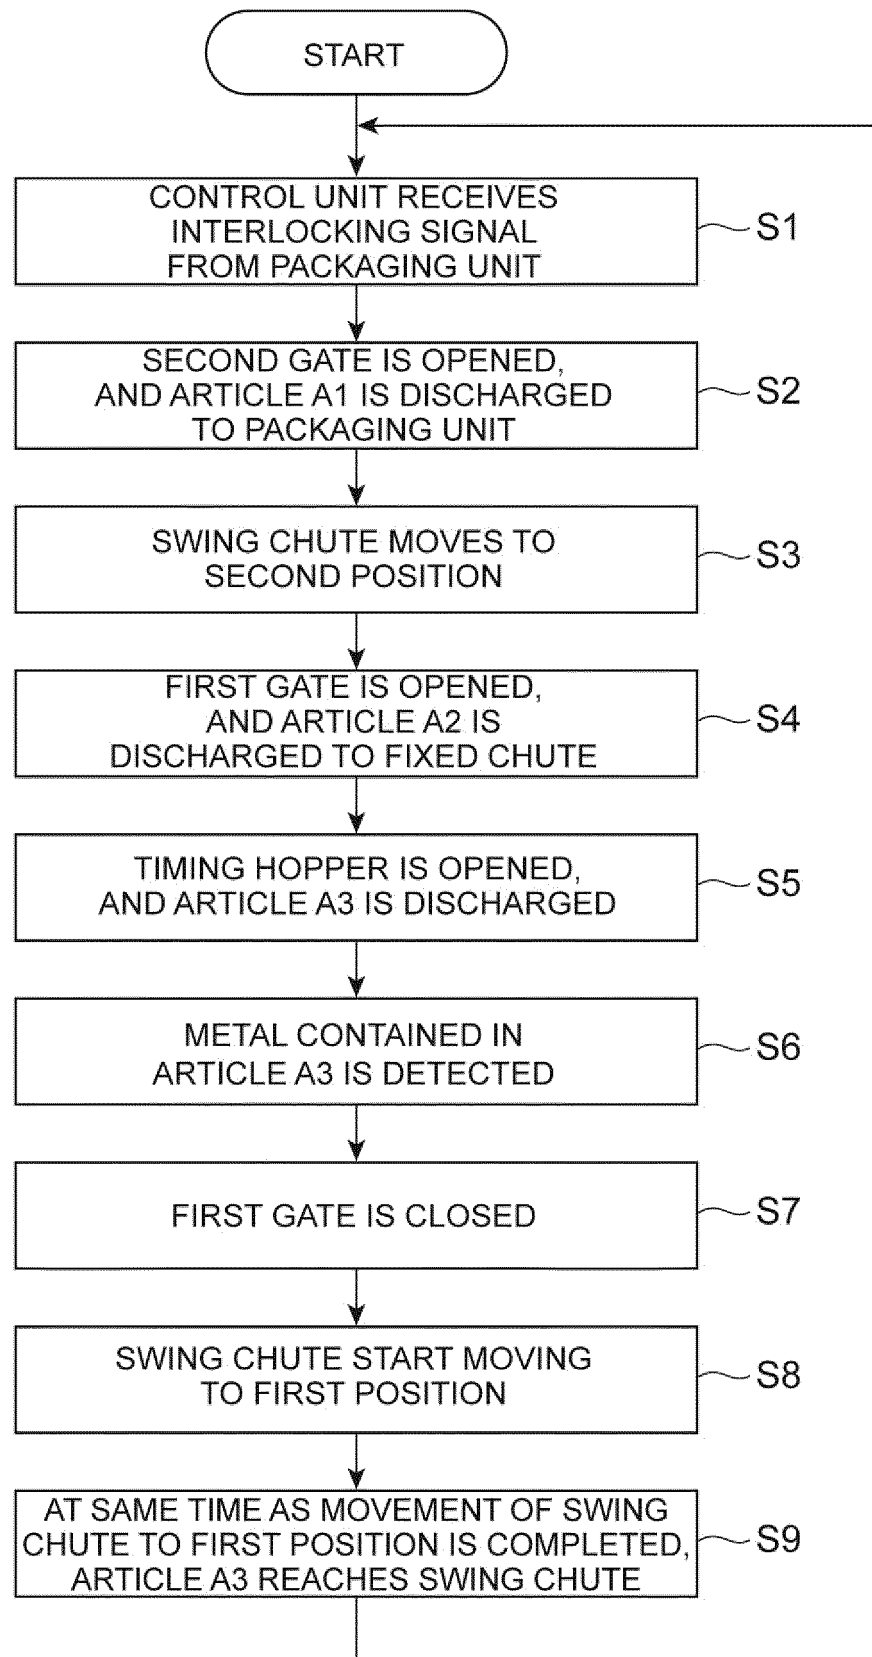 START
CONTROL UNIT RECEIVES
INTERLOCKING SIGNAL
FROM PACKAGING UNIT
S1
SECOND GATE IS OPENED,
AND ARTICLE A1 IS DISCHARGED
TO PACKAGING UNIT
S2
SWING CHUTE MOVES TO
SECOND POSITION
S3
FIRST GATE IS OPENED,
AND ARTICLE A2 IS
DISCHARGED TO FIXED CHUTE
S4
TIMING HOPPER IS OPENED,
AND ARTICLE A3 IS DISCHARGED
S5
METAL CONTAINED IN
ARTICLE A3 IS DETECTED
S6
FIRST GATE IS CLOSED
S7
SWING CHUTE START MOVING
TO FIRST POSITION
S8
AT SAME TIME AS MOVEMENT OF SWING
CHUTE TO FIRST POSITION IS COMPLETED,
ARTICLE A3 REACHES SWING CHUTE
S9